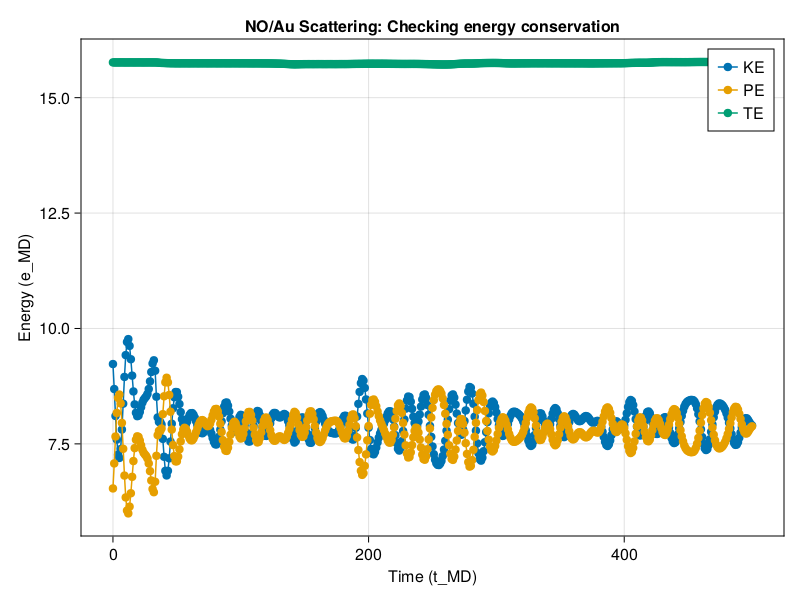 NO/Au Scattering: Checking energy conservation
KE
PE
TE
15.0
12.5
10.0
7.5
Energy (e_MD)
0
200
400
Time (t_MD)